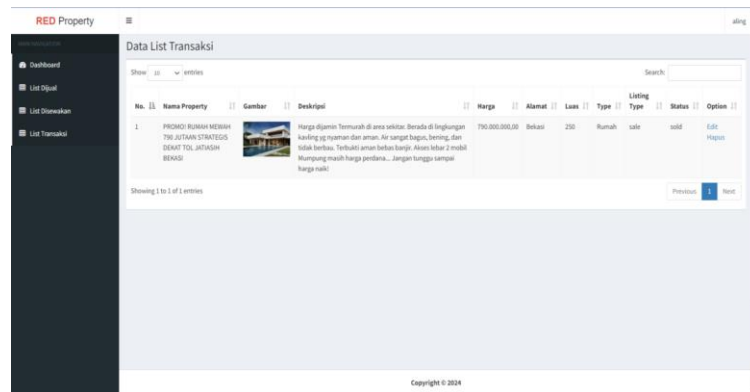 RED Property
aling
MAIN NAVIGATION
Dashboard
List Dijual
List Disewakan
List Transaksi
Data List Transaksi
Show 10 entries
Search:
No. Nama Property Gambar Deskripsi Harga Alamat Luas Type Listing Type Status Option
1
PROMO! RUMAH MEWAH
790 JUTAAN STRATEGIS
DEKAT TOL JATIASIH
BEKASI
Harga dijamin Termurah di area sekitar. Berada di lingkungan
kavling yg nyaman dan aman. Air sangat bagus, bening, dan
tidak berbau. Terbukti aman bebas banjir. Akses lebar 2 mobil
Mumpung masih harga perdana... Jangan tunggu sampai
harga naik!
790.000.000,00 Bekasi 250 Rumah sale sold
Edit
Hapus
Showing 1 to 1 of 1 entries
Previous 1 Next
Copyright © 2024